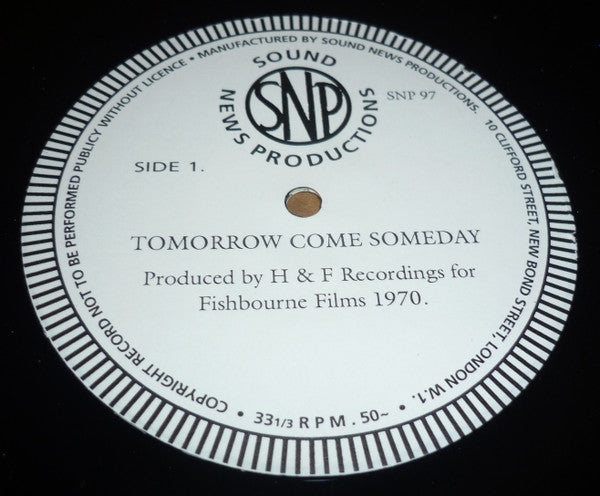 COPYRIGHT RECORD NOT TO BE PERFORMED PUBLICY WITHOUT LICENCE • MANUFACTURED BY SOUND NEWS PRODUCTIONS. 10 CLIFFORD STREET, NEW BOND STREET, LONDON W.1. •
SOUND
NEWS PRODUCTIONS
SNP
SNP 97
SIDE 1.
TOMORROW COME SOMEDAY
Produced by H & F Recordings for
Fishbourne Films 1970.
• 33 1/3 RPM . 50~ •